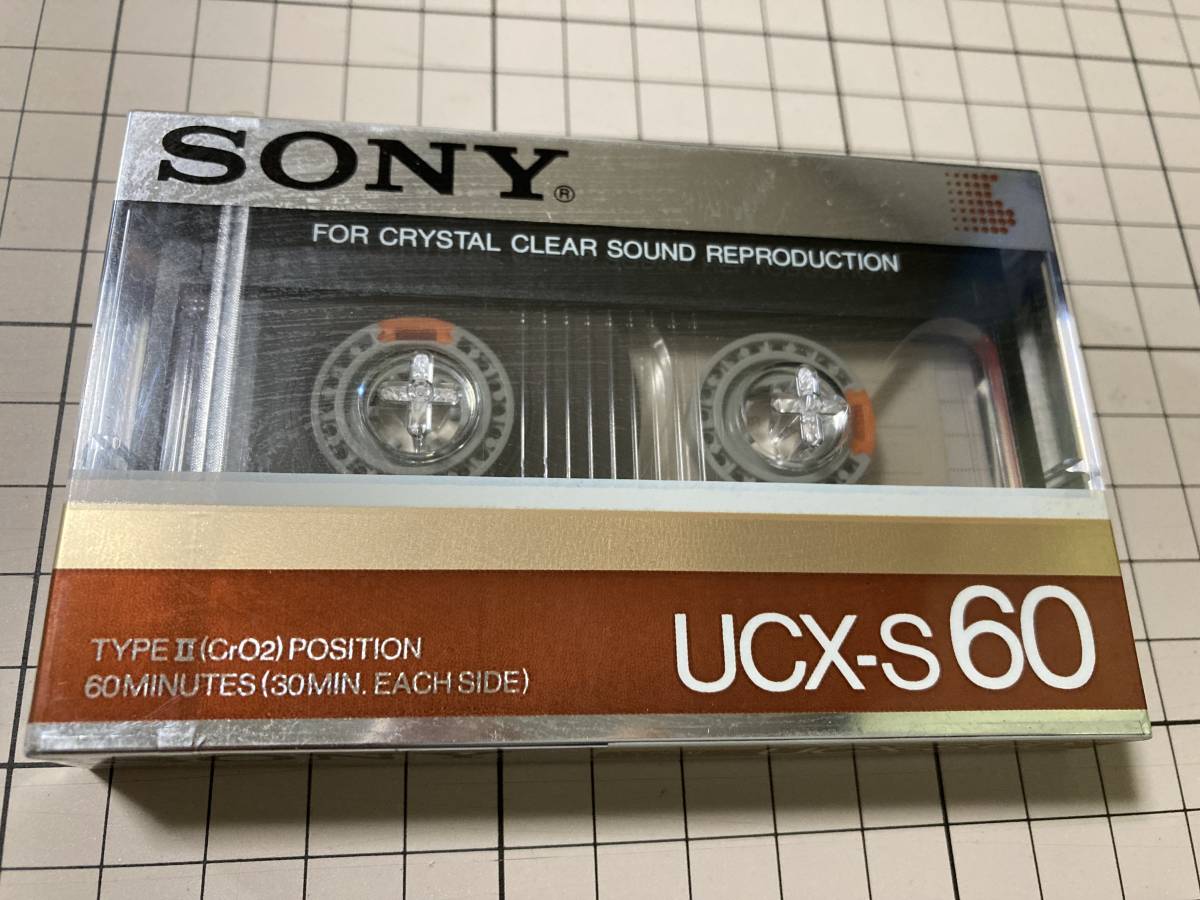 SONY®
FOR CRYSTAL CLEAR SOUND REPRODUCTION
TYPE II (CrO2) POSITION
60 MINUTES (30 MIN. EACH SIDE)
UCX-S 60